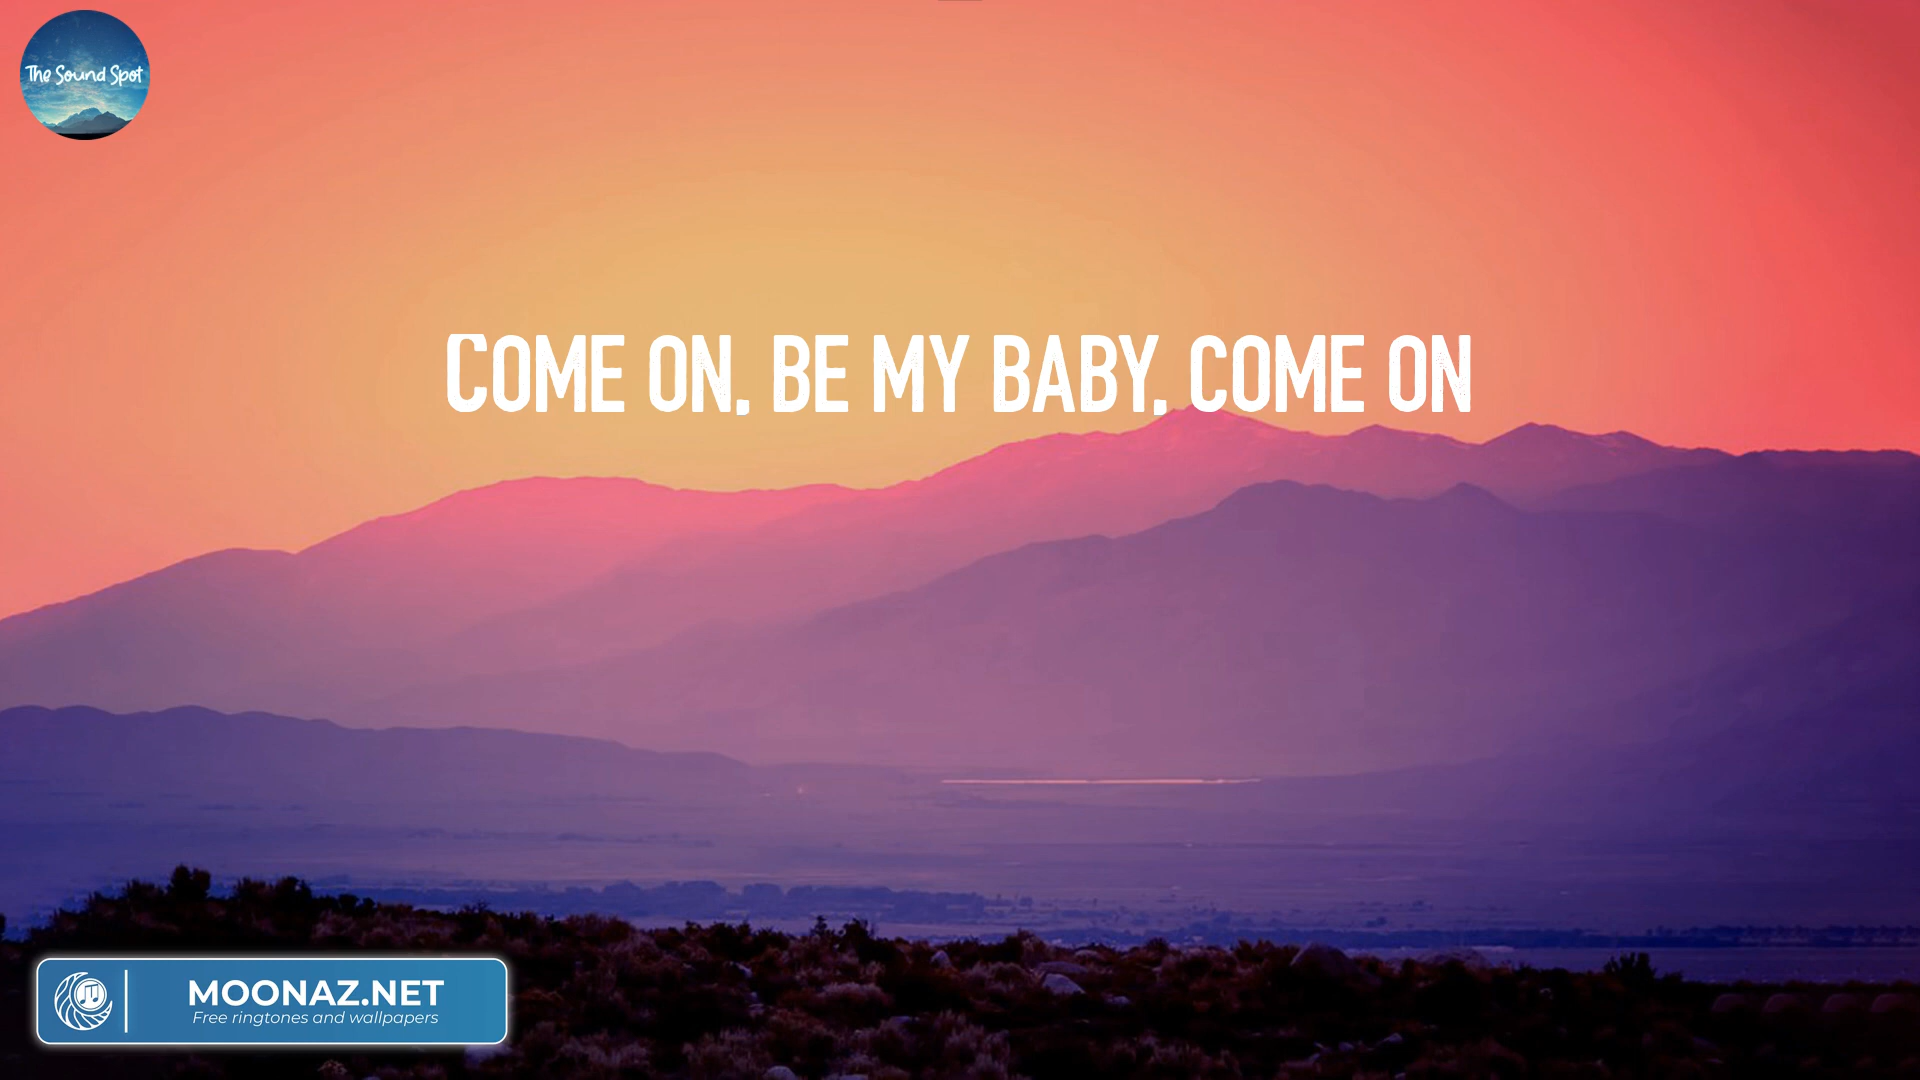 The Sound Spot
COME ON, BE MY BABY, COME ON
MOONAZ.NET
Free ringtones and wallpapers